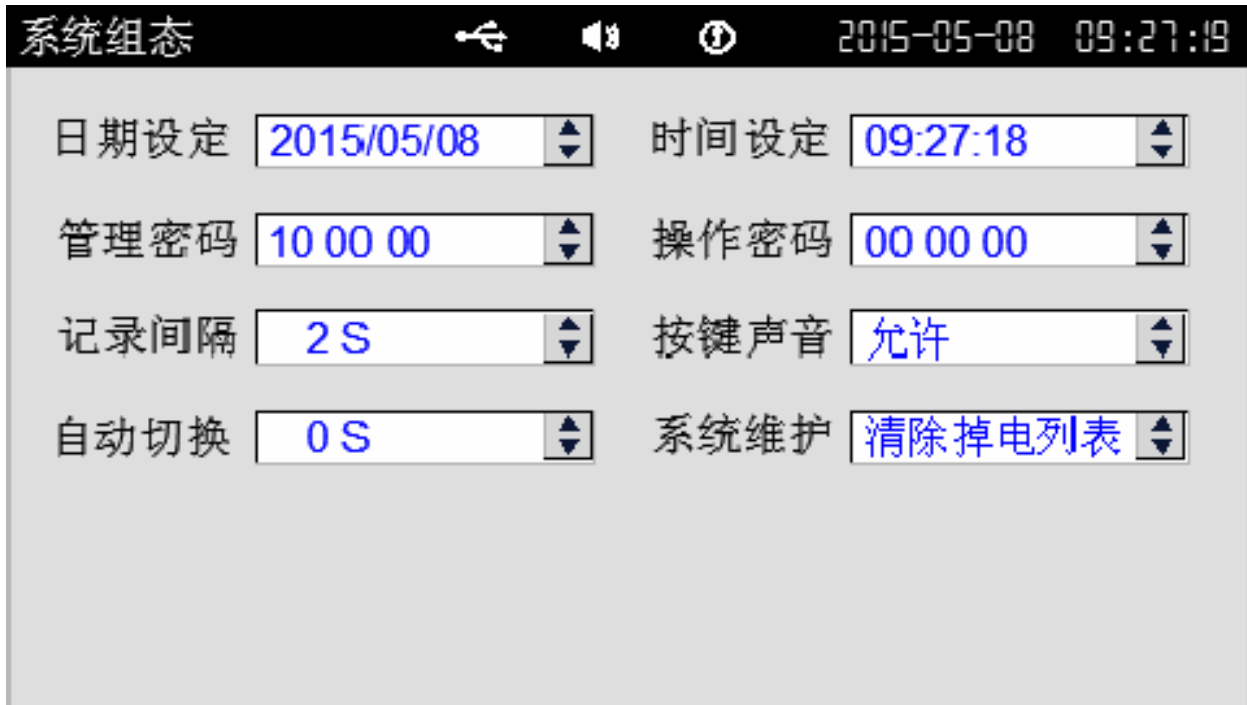 系统组态 2015-05-08 09:27:19
日期设定 2015/05/08 时间设定 09:27:18
管理密码 10 00 00 操作密码 00 00 00
记录间隔 2 S 按键声音 允许
自动切换 0 S 系统维护 清除掉电列表